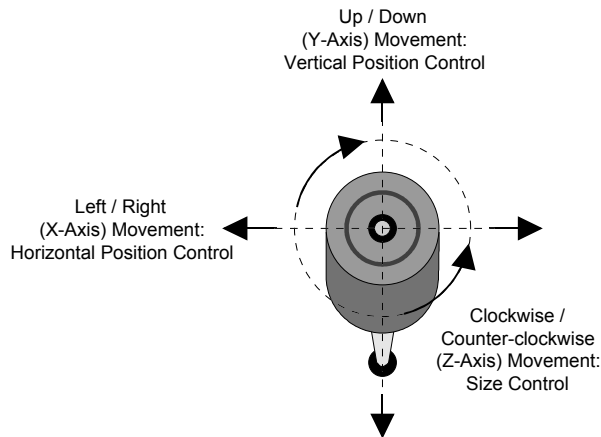 Up / Down
(Y-Axis) Movement:
Vertical Position Control
Left / Right
(X-Axis) Movement:
Horizontal Position Control
Clockwise /
Counter-clockwise
(Z-Axis) Movement:
Size Control